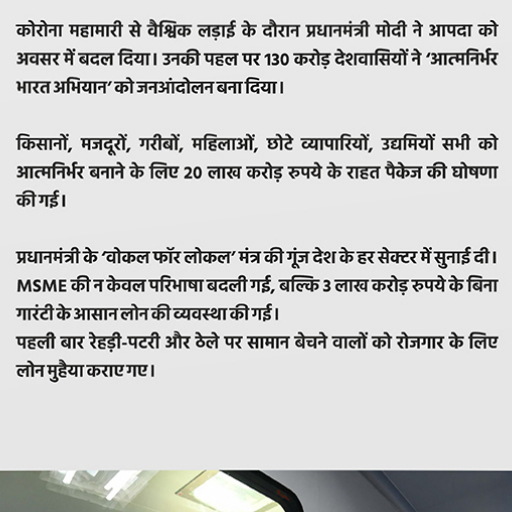 कोरोना महामारी से वैश्विक लड़ाई के दौरान प्रधानमंत्री मोदी ने आपदा को
अवसर में बदल दिया। उनकी पहल पर 130 करोड़ देशवासियों ने ‘आत्मनिर्भर
भारत अभियान’ को जनआंदोलन बना दिया।
किसानों, मजदूरों, गरीबों, महिलाओं, छोटे व्यापारियों, उद्यमियों सभी को
आत्मनिर्भर बनाने के लिए 20 लाख करोड़ रुपये के राहत पैकेज की घोषणा
की गई।
प्रधानमंत्री के ‘वोकल फॉर लोकल’ मंत्र की गूंज देश के हर सेक्टर में सुनाई दी।
MSME की न केवल परिभाषा बदली गई, बल्कि 3 लाख करोड़ रुपये के बिना
गारंटी के आसान लोन की व्यवस्था की गई।
पहली बार रेहड़ी-पटरी और ठेले पर सामान बेचने वालों को रोजगार के लिए
लोन मुहैया कराए गए।